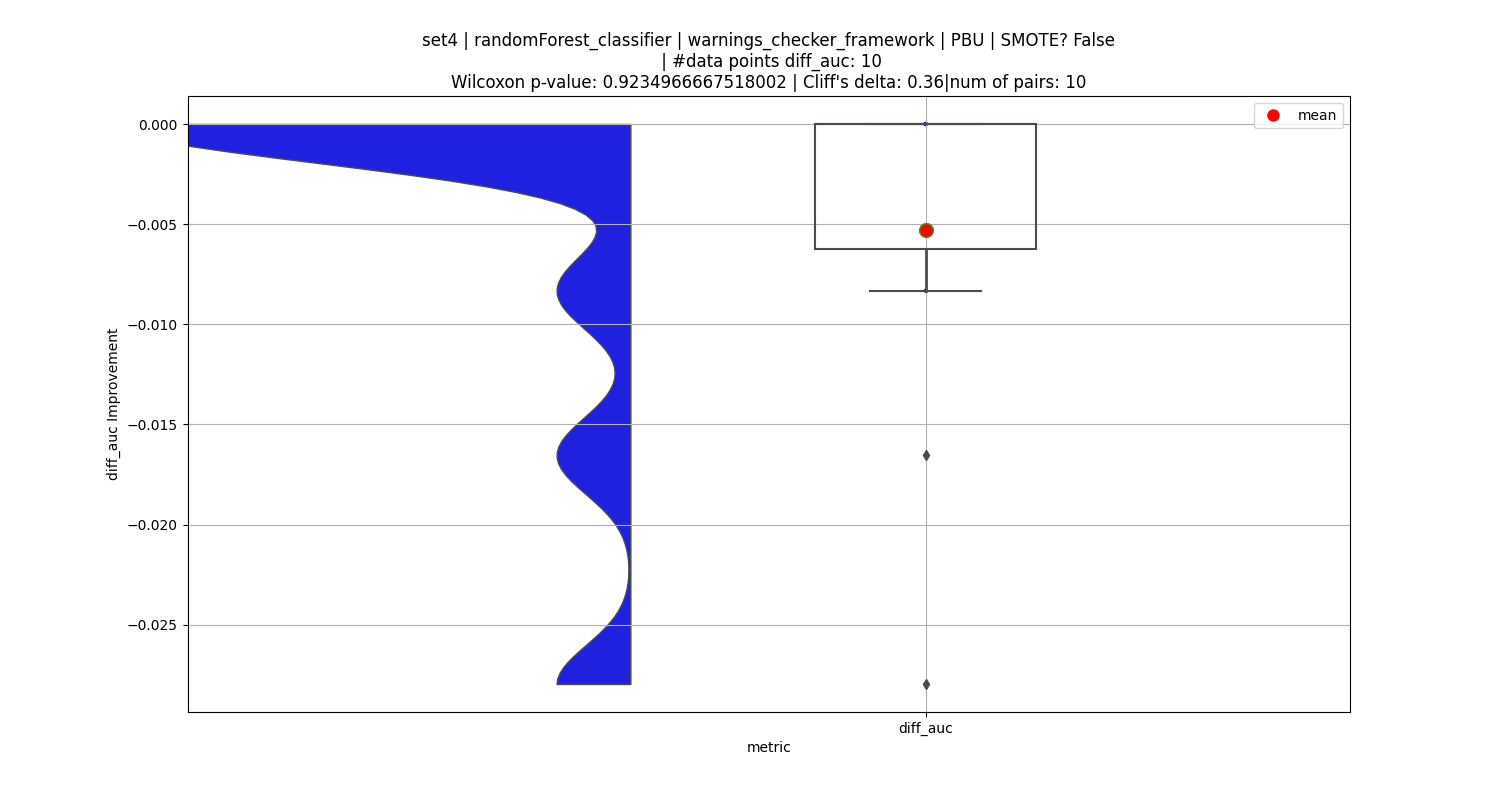 set4 | randomForest_classifier | warnings_checker_framework | PBU | SMOTE? False
| #data points diff_auc: 10
Wilcoxon p-value: 0.9234966667518002 | Cliff's delta: 0.36|num of pairs: 10
mean
0.000
−0.005
−0.010
−0.015
−0.020
−0.025
diff_auc Improvement
diff_auc
metric